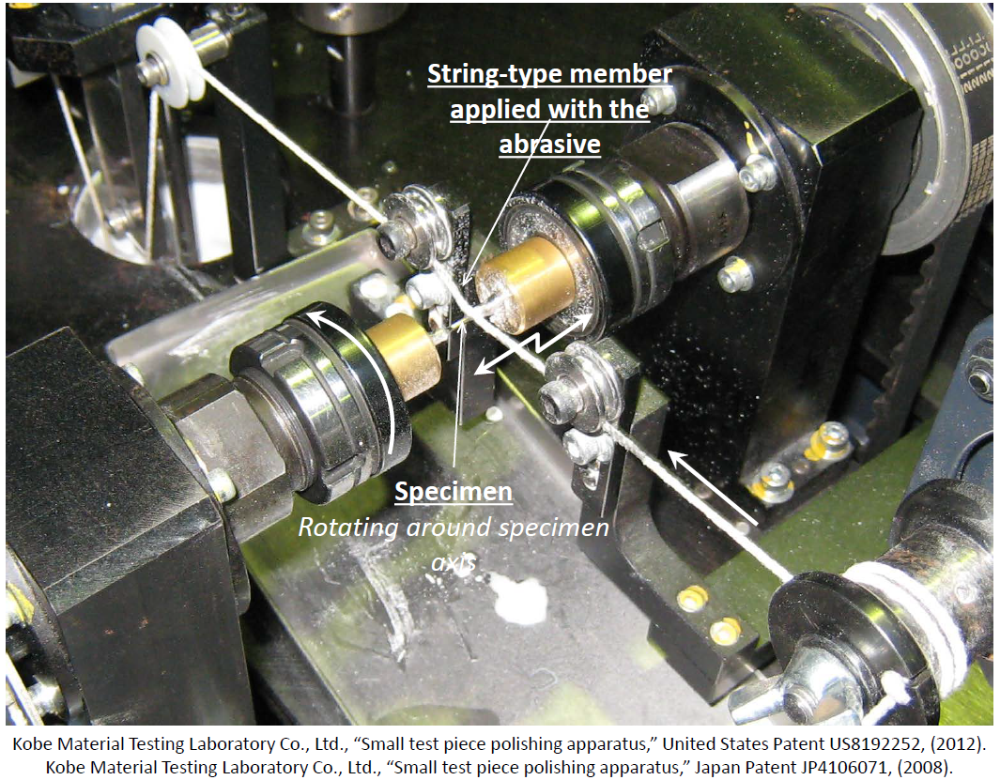 String-type member
applied with the
abrasive
Specimen
Rotating around specimen
axis
Kobe Material Testing Laboratory Co., Ltd., “Small test piece polishing apparatus,” United States Patent US8192252, (2012).
Kobe Material Testing Laboratory Co., Ltd., “Small test piece polishing apparatus,” Japan Patent JP4106071, (2008).